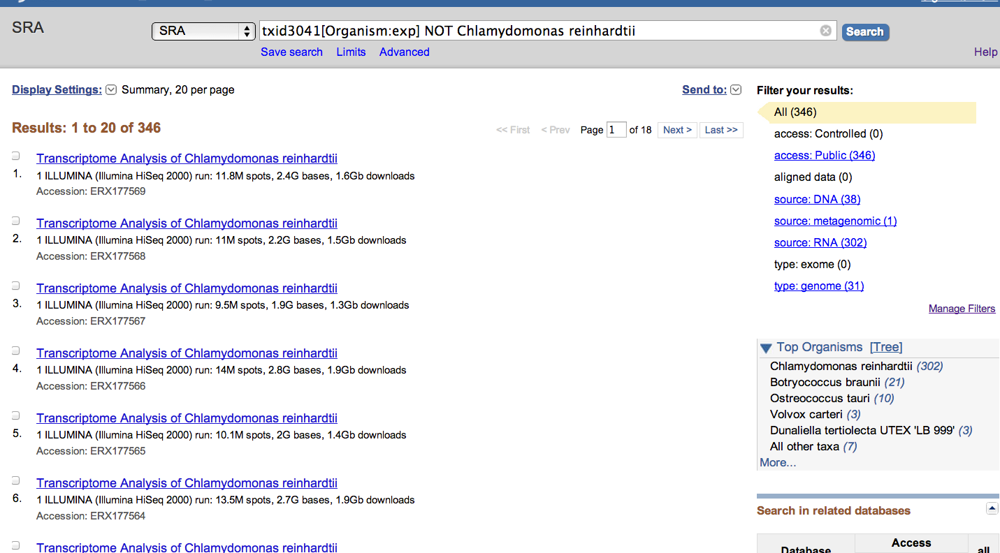 SRA
SRA txid3041[Organism:exp] NOT Chlamydomonas reinhardtii Search
Save search Limits Advanced
Help
Display Settings: Summary, 20 per page
Send to:
Results: 1 to 20 of 346
<< First < Prev Page 1 of 18 Next > Last >>
Transcriptome Analysis of Chlamydomonas reinhardtii
1. 1 ILLUMINA (Illumina HiSeq 2000) run: 11.8M spots, 2.4G bases, 1.6Gb downloads
Accession: ERX177569
Transcriptome Analysis of Chlamydomonas reinhardtii
2. 1 ILLUMINA (Illumina HiSeq 2000) run: 11M spots, 2.2G bases, 1.5Gb downloads
Accession: ERX177568
Transcriptome Analysis of Chlamydomonas reinhardtii
3. 1 ILLUMINA (Illumina HiSeq 2000) run: 9.5M spots, 1.9G bases, 1.3Gb downloads
Accession: ERX177567
Transcriptome Analysis of Chlamydomonas reinhardtii
4. 1 ILLUMINA (Illumina HiSeq 2000) run: 14M spots, 2.8G bases, 1.9Gb downloads
Accession: ERX177566
Transcriptome Analysis of Chlamydomonas reinhardtii
5. 1 ILLUMINA (Illumina HiSeq 2000) run: 10.1M spots, 2G bases, 1.4Gb downloads
Accession: ERX177565
Transcriptome Analysis of Chlamydomonas reinhardtii
6. 1 ILLUMINA (Illumina HiSeq 2000) run: 13.5M spots, 2.7G bases, 1.9Gb downloads
Accession: ERX177564
Transcriptome Analysis of Chlamydomonas reinhardtii
Filter your results:
All (346)
access: Controlled (0)
access: Public (346)
aligned data (0)
source: DNA (38)
source: metagenomic (1)
source: RNA (302)
type: exome (0)
type: genome (31)
Manage Filters
Top Organisms [Tree]
Chlamydomonas reinhardtii (302)
Botryococcus braunii (21)
Ostreococcus tauri (10)
Volvox carteri (3)
Dunaliella tertiolecta UTEX 'LB 999' (3)
All other taxa (7)
More...
Search in related databases
Access
Database all